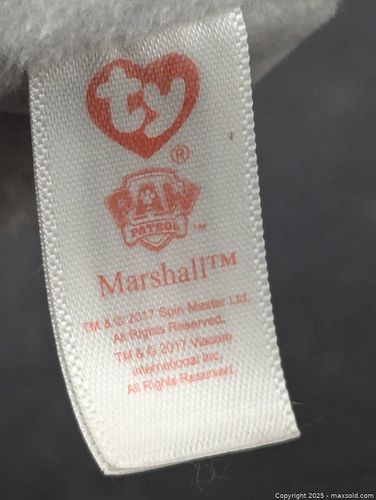 ty
®
PAW
PATROL ™
Marshall™
TM & © 2017 Spin Master Ltd.
All Rights Reserved.
TM & © 2017 Viacom
International Inc.
All Rights Reserved.
Copyright 2025 - maxsold.com